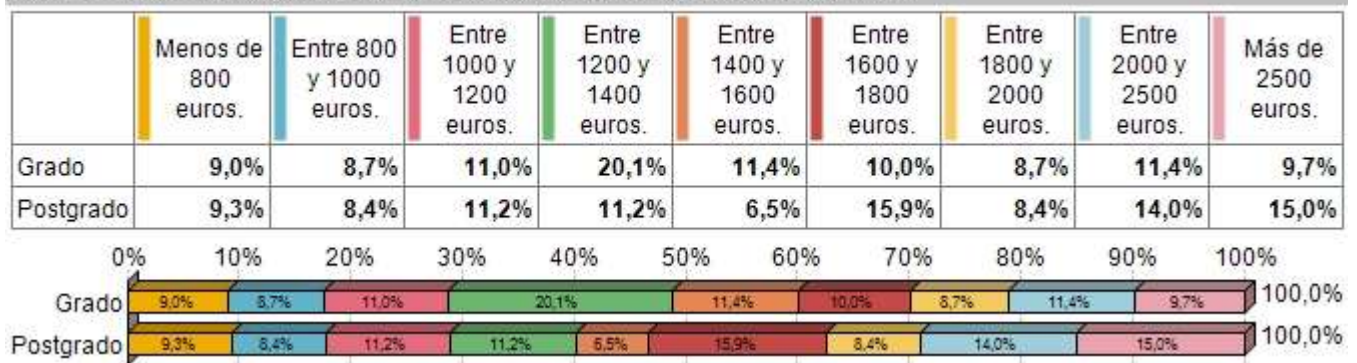 Menos de 800 euros. Entre 800 y 1000 euros. Entre 1000 y 1200 euros. Entre 1200 y 1400 euros. Entre 1400 y 1600 euros. Entre 1600 y 1800 euros. Entre 1800 y 2000 euros. Entre 2000 y 2500 euros. Más de 2500 euros.
Grado 9,0% 8,7% 11,0% 20,1% 11,4% 10,0% 8,7% 11,4% 9,7%
Postgrado 9,3% 8,4% 11,2% 11,2% 6,5% 15,9% 8,4% 14,0% 15,0%
0% 10% 20% 30% 40% 50% 60% 70% 80% 90% 100%
Grado 9,0% 8,7% 11,0% 20,1% 11,4% 10,0% 8,7% 11,4% 9,7% 100,0%
Postgrado 9,3% 8,4% 11,2% 11,2% 6,5% 15,9% 8,4% 14,0% 15,0% 100,0%